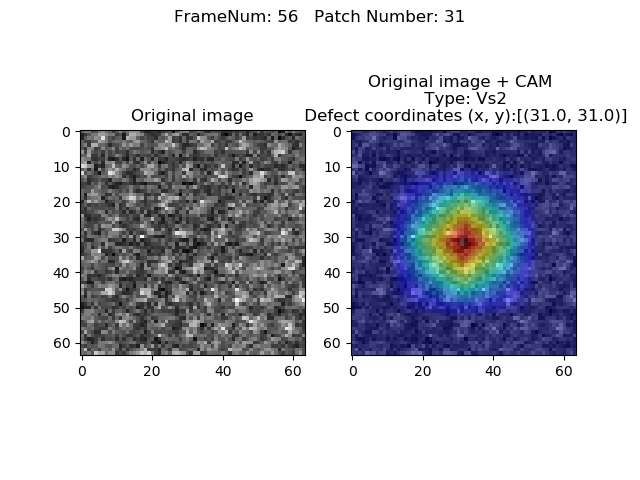 FrameNum: 56   Patch Number: 31
Original image
0
10
20
30
40
50
60
0 20 40 60
Original image + CAM
Type: Vs2
Defect coordinates (x, y):[(31.0, 31.0)]
0
10
20
30
40
50
60
0 20 40 60